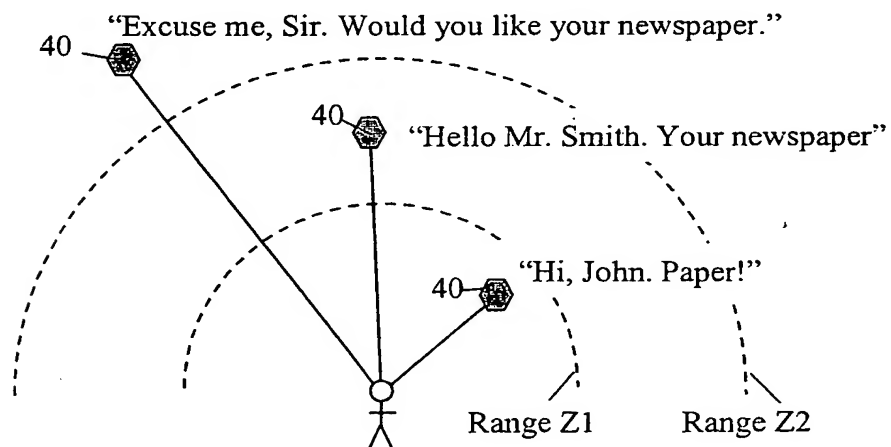 “Excuse me, Sir. Would you like your newspaper.”
40
40
“Hello Mr. Smith. Your newspaper”
40
“Hi, John. Paper!”
Range Z1
Range Z2